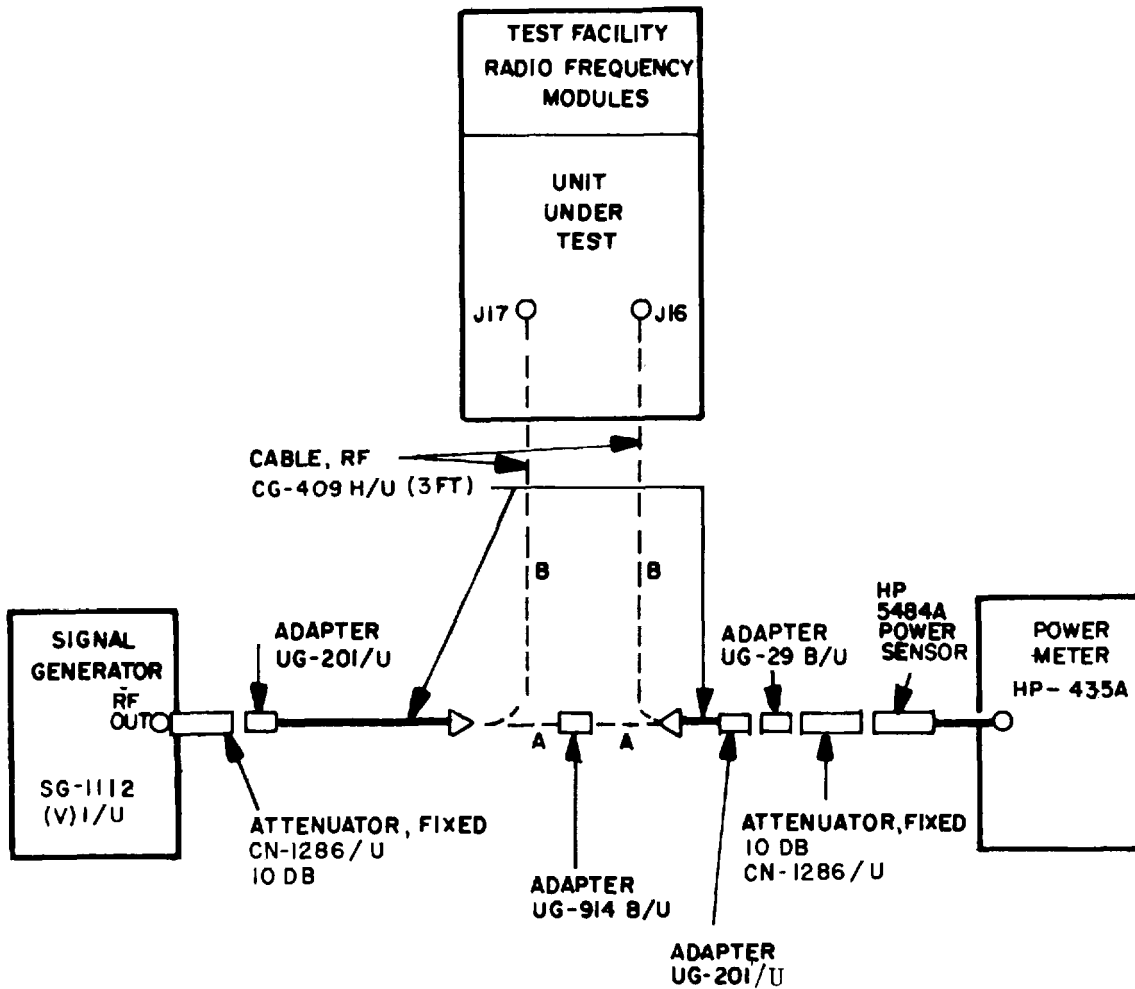 TEST FACILITY
RADIO FREQUENCY
MODULES
UNIT
UNDER
TEST
J17
J16
CABLE, RF
CG-409 H/U (3 FT)
B
B
SIGNAL
GENERATOR
RF
OUT
SG-1112
(V)1/U
ADAPTER
UG-201/U
ADAPTER
UG-29 B/U
HP
5484A
POWER
SENSOR
POWER
METER
HP-435A
A
A
ATTENUATOR, FIXED
CN-1286/U
10 DB
ADAPTER
UG-914 B/U
ATTENUATOR, FIXED
10 DB
CN-1286/U
ADAPTER
UG-201/U